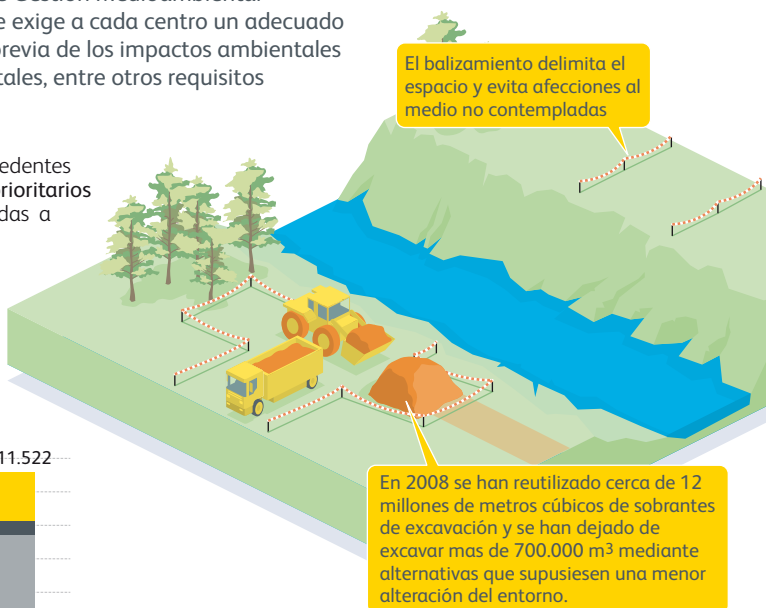 e exige a cada centro un adecuado
previa de los impactos ambientales
tales, entre otros requisitos
El balizamiento delimita el
espacio y evita afecciones al
medio no contempladas
edentes
rioritarios
das a
11.522
En 2008 se han reutilizado cerca de 12
millones de metros cúbicos de sobrantes
de excavación y se han dejado de
excavar mas de 700.000 m3 mediante
alternativas que supusiesen una menor
alteración del entorno.